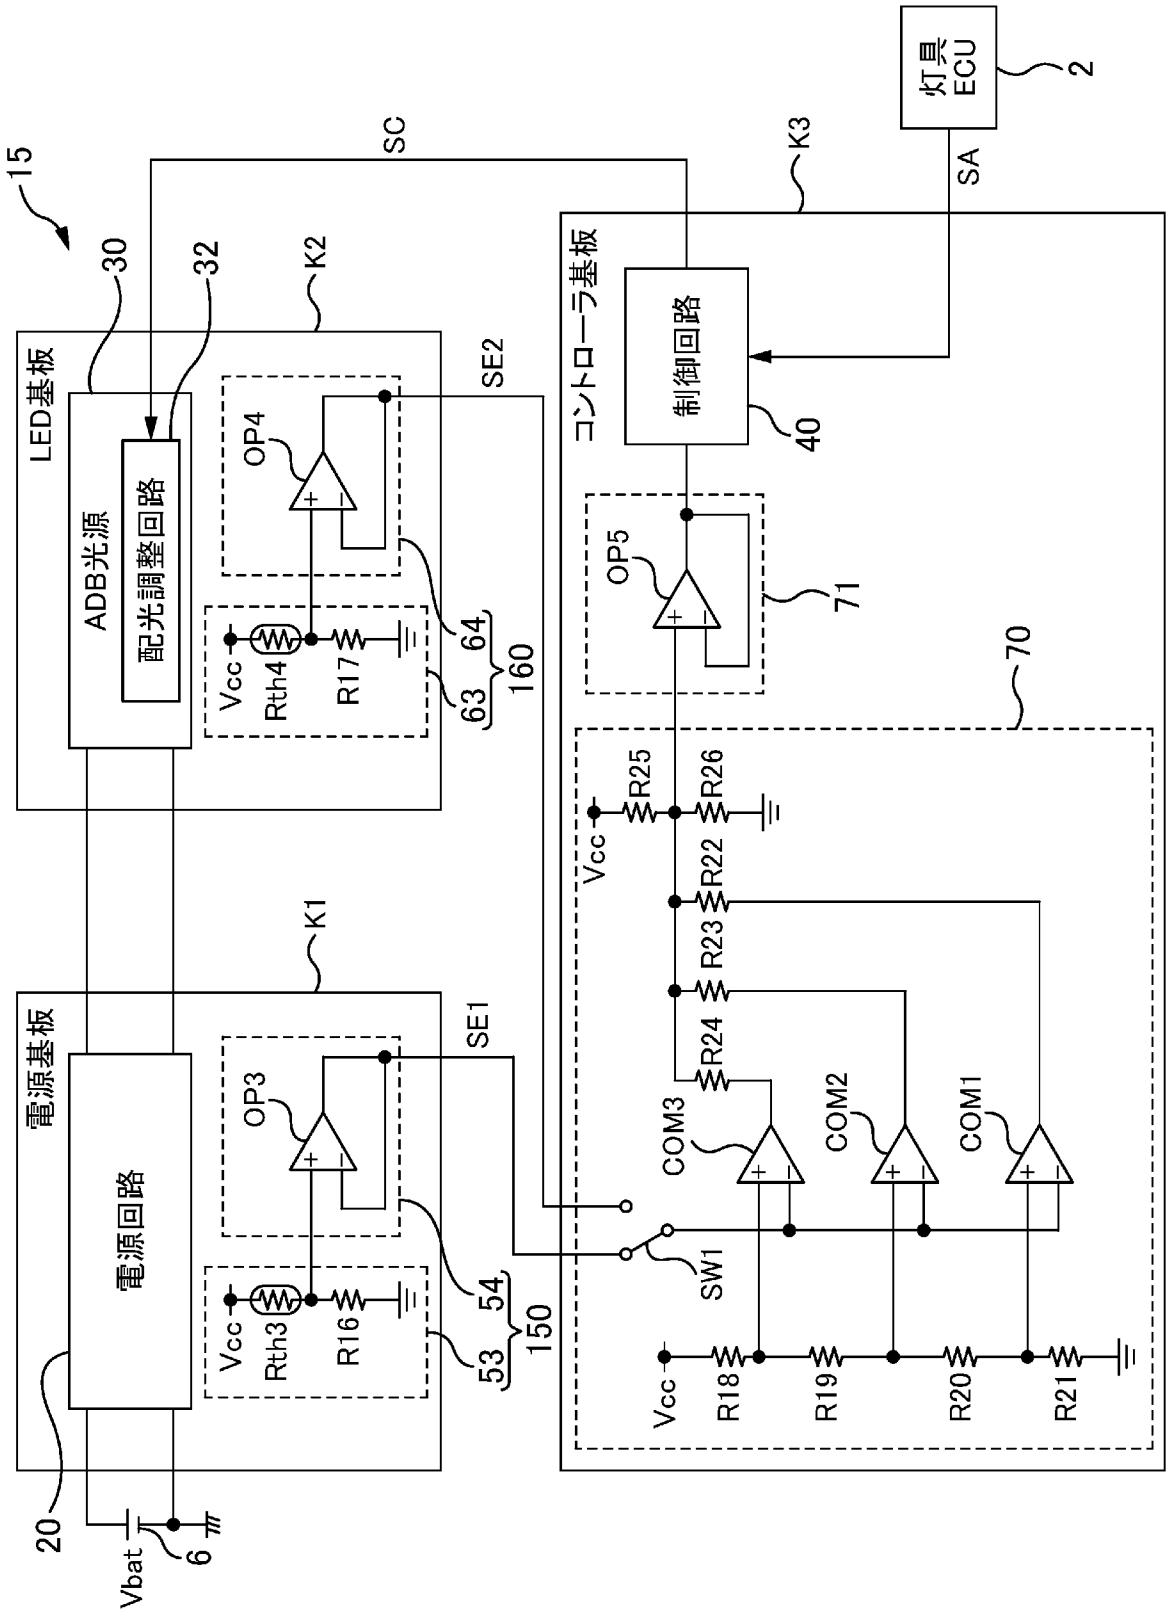 15
電源基板
電源回路
20
Vbat
6
K1
OP3
Vcc
Rth3
R16
53
54
150
SE1
LED基板
ADB光源
配光調整回路
30
32
K2
OP4
Vcc
Rth4
R17
63
64
160
SE2
SC
コントローラ基板
K3
制御回路
40
灯具
ECU
2
SA
OP5
71
70
Vcc
R25
R26
R22
R23
R24
COM3
COM2
COM1
SW1
Vcc
R18
R19
R20
R21
+
−
+
−
+
−
+
−
+
−
+
−